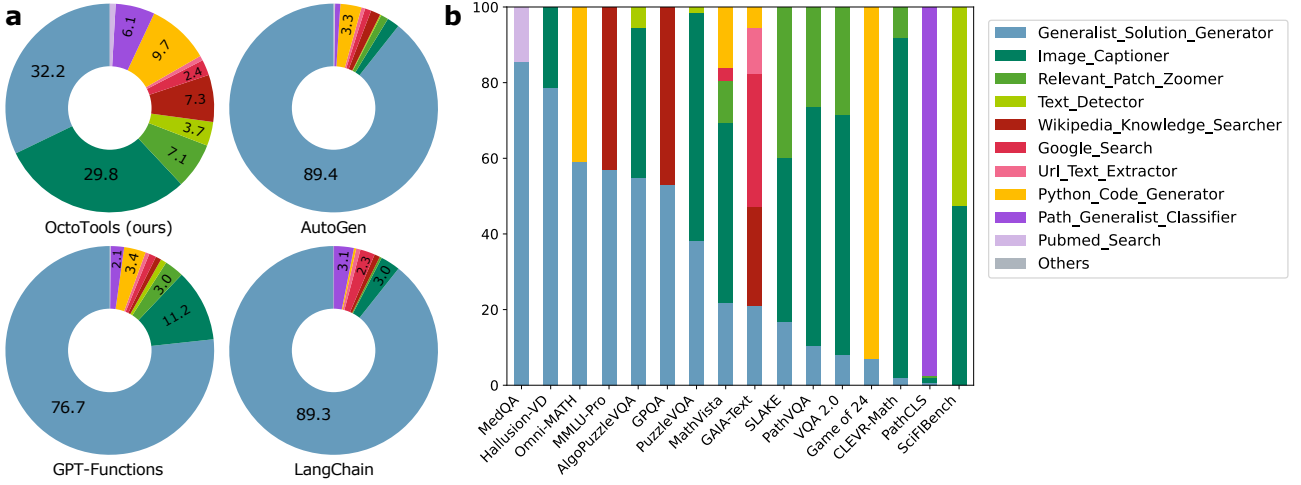 a
32.2
6.1
9.7
2.4
7.3
3.7
7.1
29.8
OctoTools (ours)
3.3
89.4
AutoGen
2.1
3.4
3.0
11.2
76.7
GPT-Functions
3.1
2.3
3.0
89.3
LangChain
b
100
80
60
40
20
0
MedQA
Hallusion-VD
Omni-MATH
MMLU-Pro
AlgoPuzzleVQA
GPQA
PuzzleVQA
MathVista
GAIA-Text
SLAKE
PathVQA
VQA 2.0
Game of 24
CLEVR-Math
PathCLS
SciFIBench
Generalist_Solution_Generator
Image_Captioner
Relevant_Patch_Zoomer
Text_Detector
Wikipedia_Knowledge_Searcher
Google_Search
Url_Text_Extractor
Python_Code_Generator
Path_Generalist_Classifier
Pubmed_Search
Others